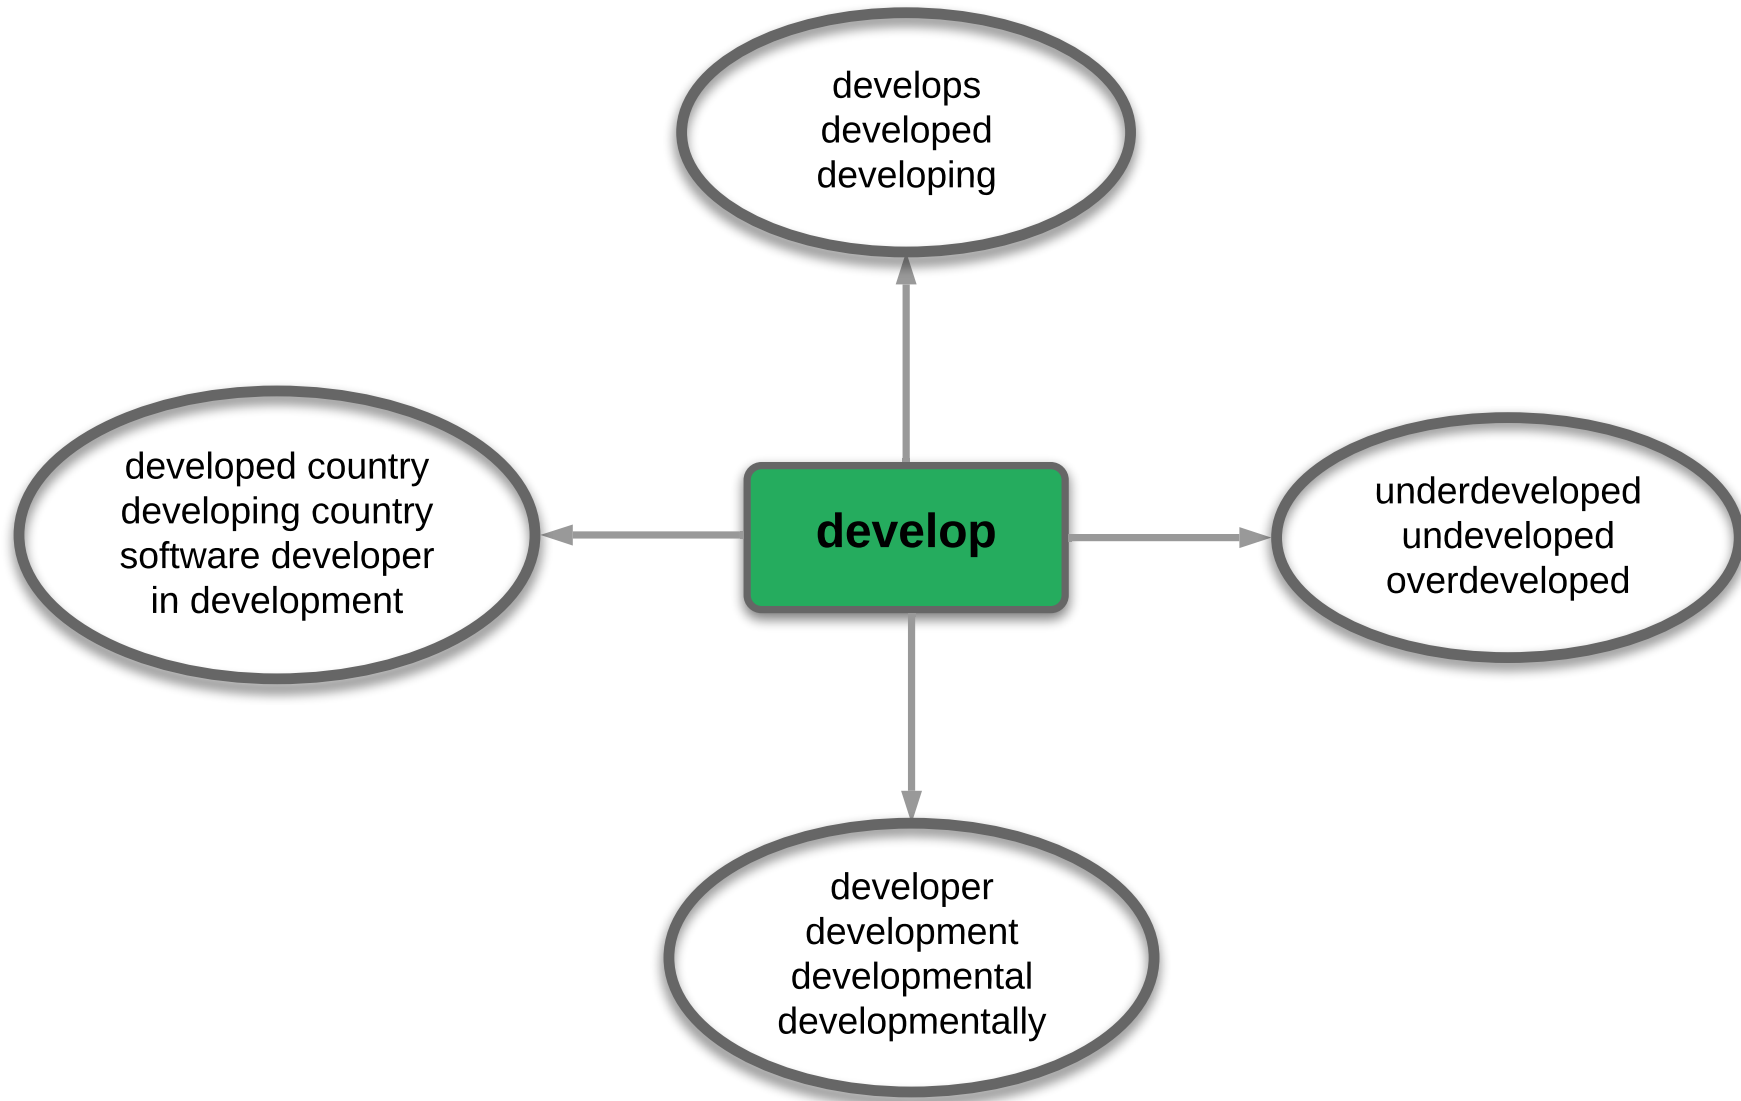 develops
developed
developing
developed country
developing country
software developer
in development
develop
underdeveloped
undeveloped
overdeveloped
developer
development
developmental
developmentally